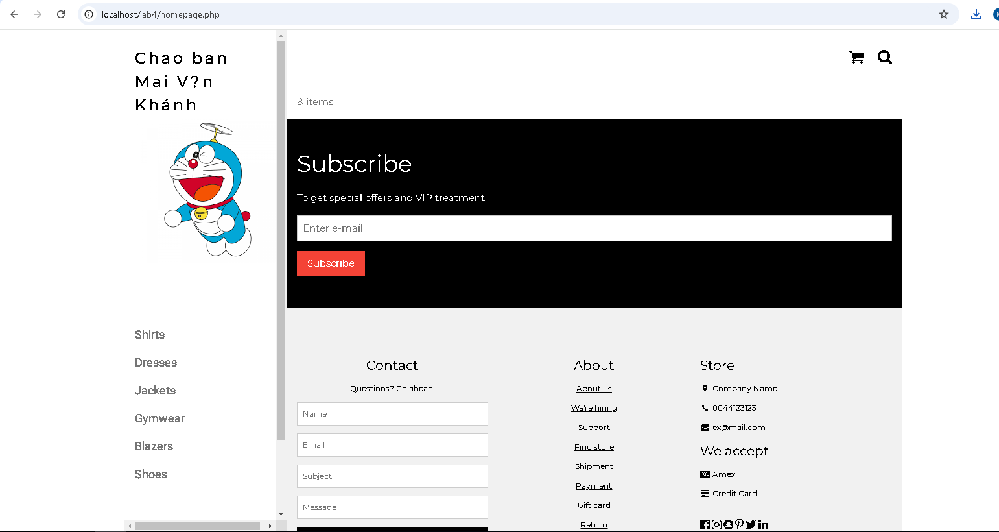 localhost/lab4/homepage.php
Chao ban
Mai V?n
Khánh
Shirts
Dresses
Jackets
Gymwear
Blazers
Shoes
8 items
Subscribe
To get special offers and VIP treatment:
Enter e-mail
Subscribe
Contact
Questions? Go ahead.
Name
Email
Subject
Message
About
About us
We're hiring
Support
Find store
Shipment
Payment
Gift card
Return
Store
Company Name
0044123123
ex@mail.com
We accept
Amex
Credit Card